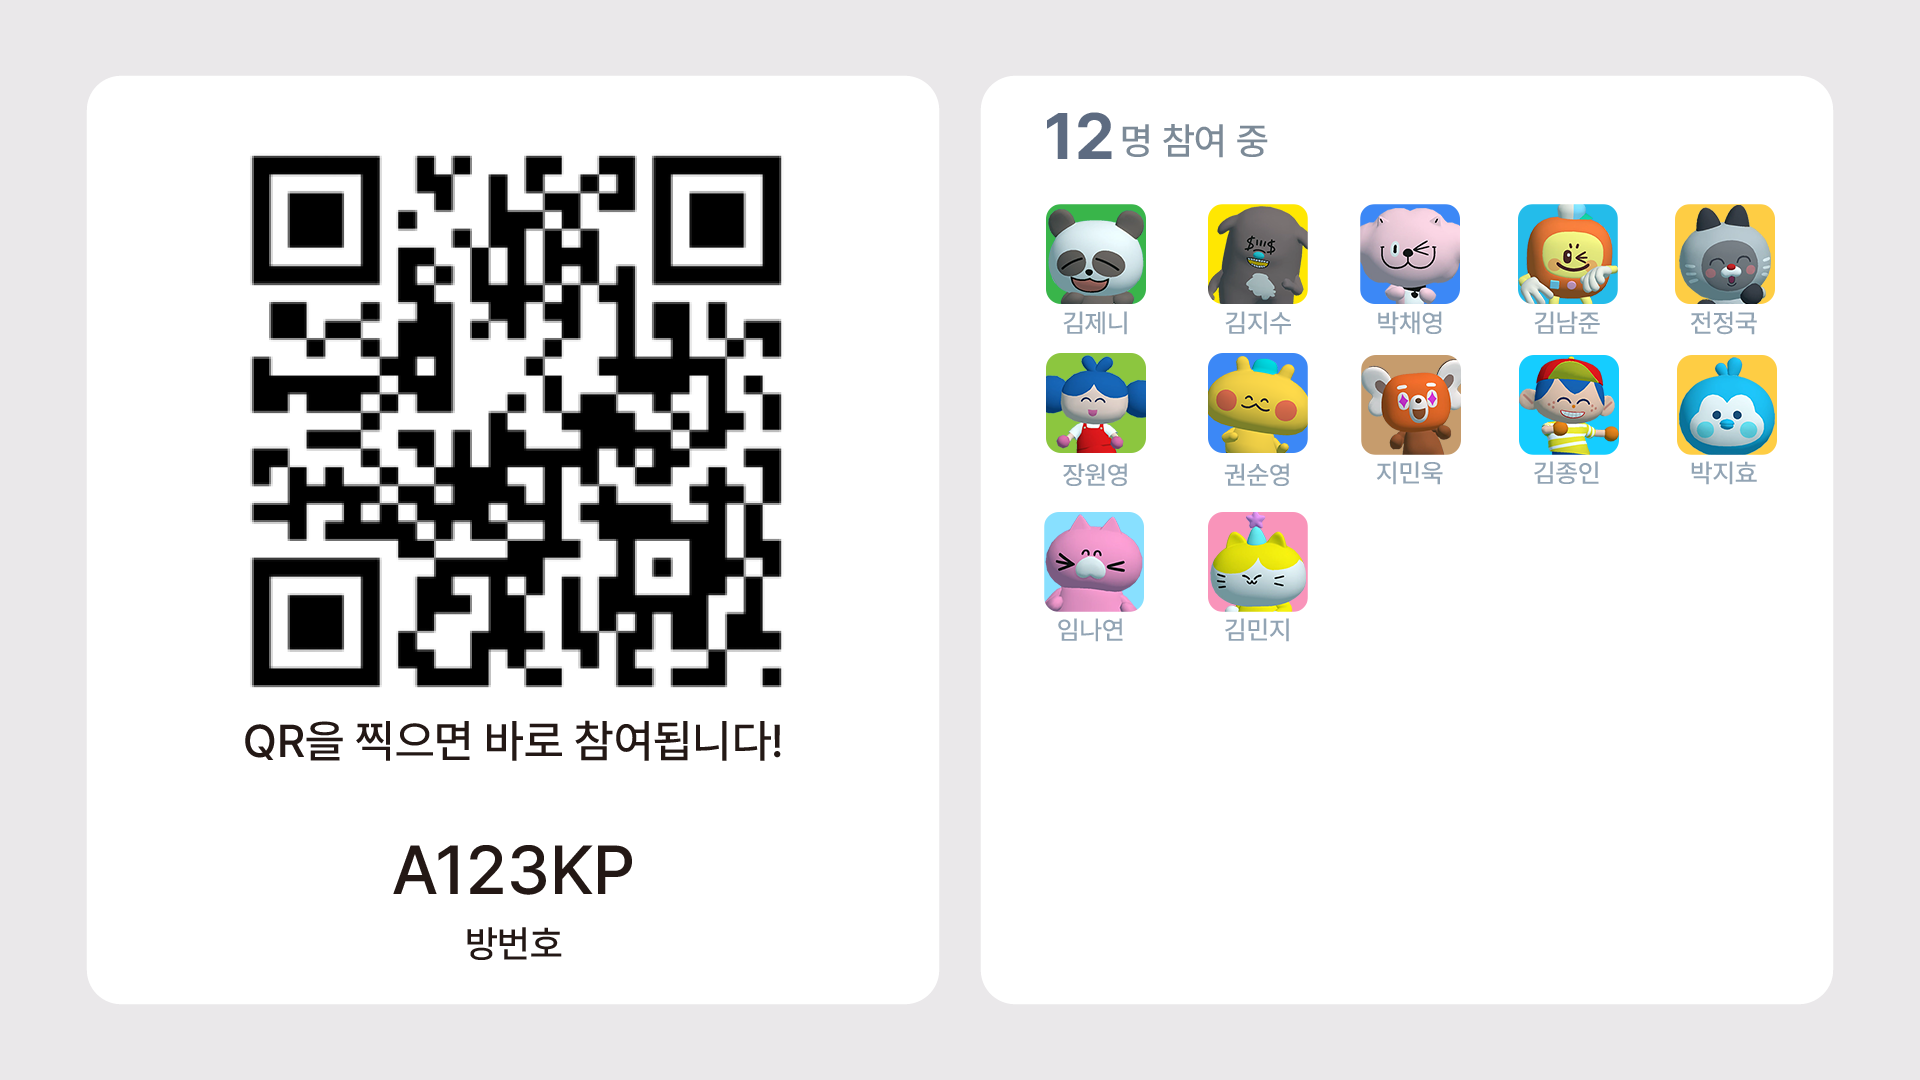 QR을 찍으면 바로 참여됩니다!
A123KP
방번호
12명 참여 중
김제니 김지수 박채영 김남준 전정국
장원영 권순영 지민욱 김종인 박지효
임나연 김민지